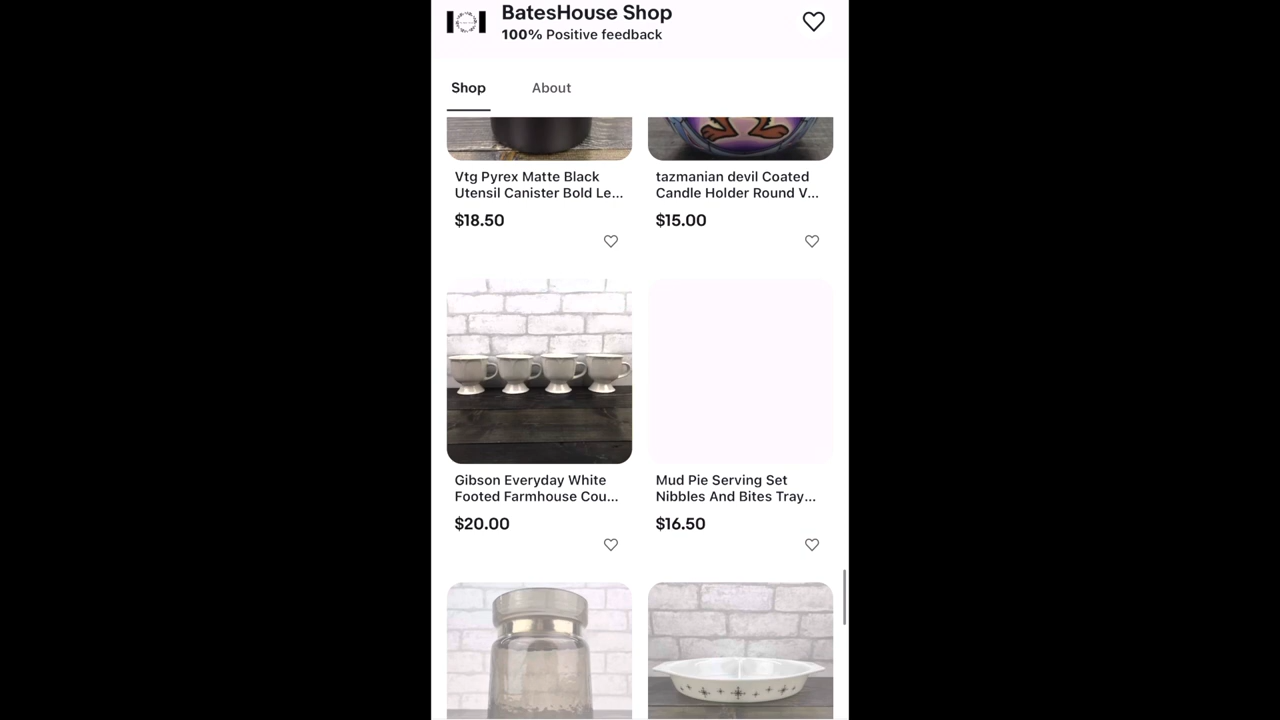 BatesHouse Shop
100% Positive feedback
Shop
About
Vtg Pyrex Matte Black
Utensil Canister Bold Le...
$18.50
tazmanian devil Coated
Candle Holder Round V...
$15.00
Gibson Everyday White
Footed Farmhouse Cou...
$20.00
Mud Pie Serving Set
Nibbles And Bites Tray...
$16.50